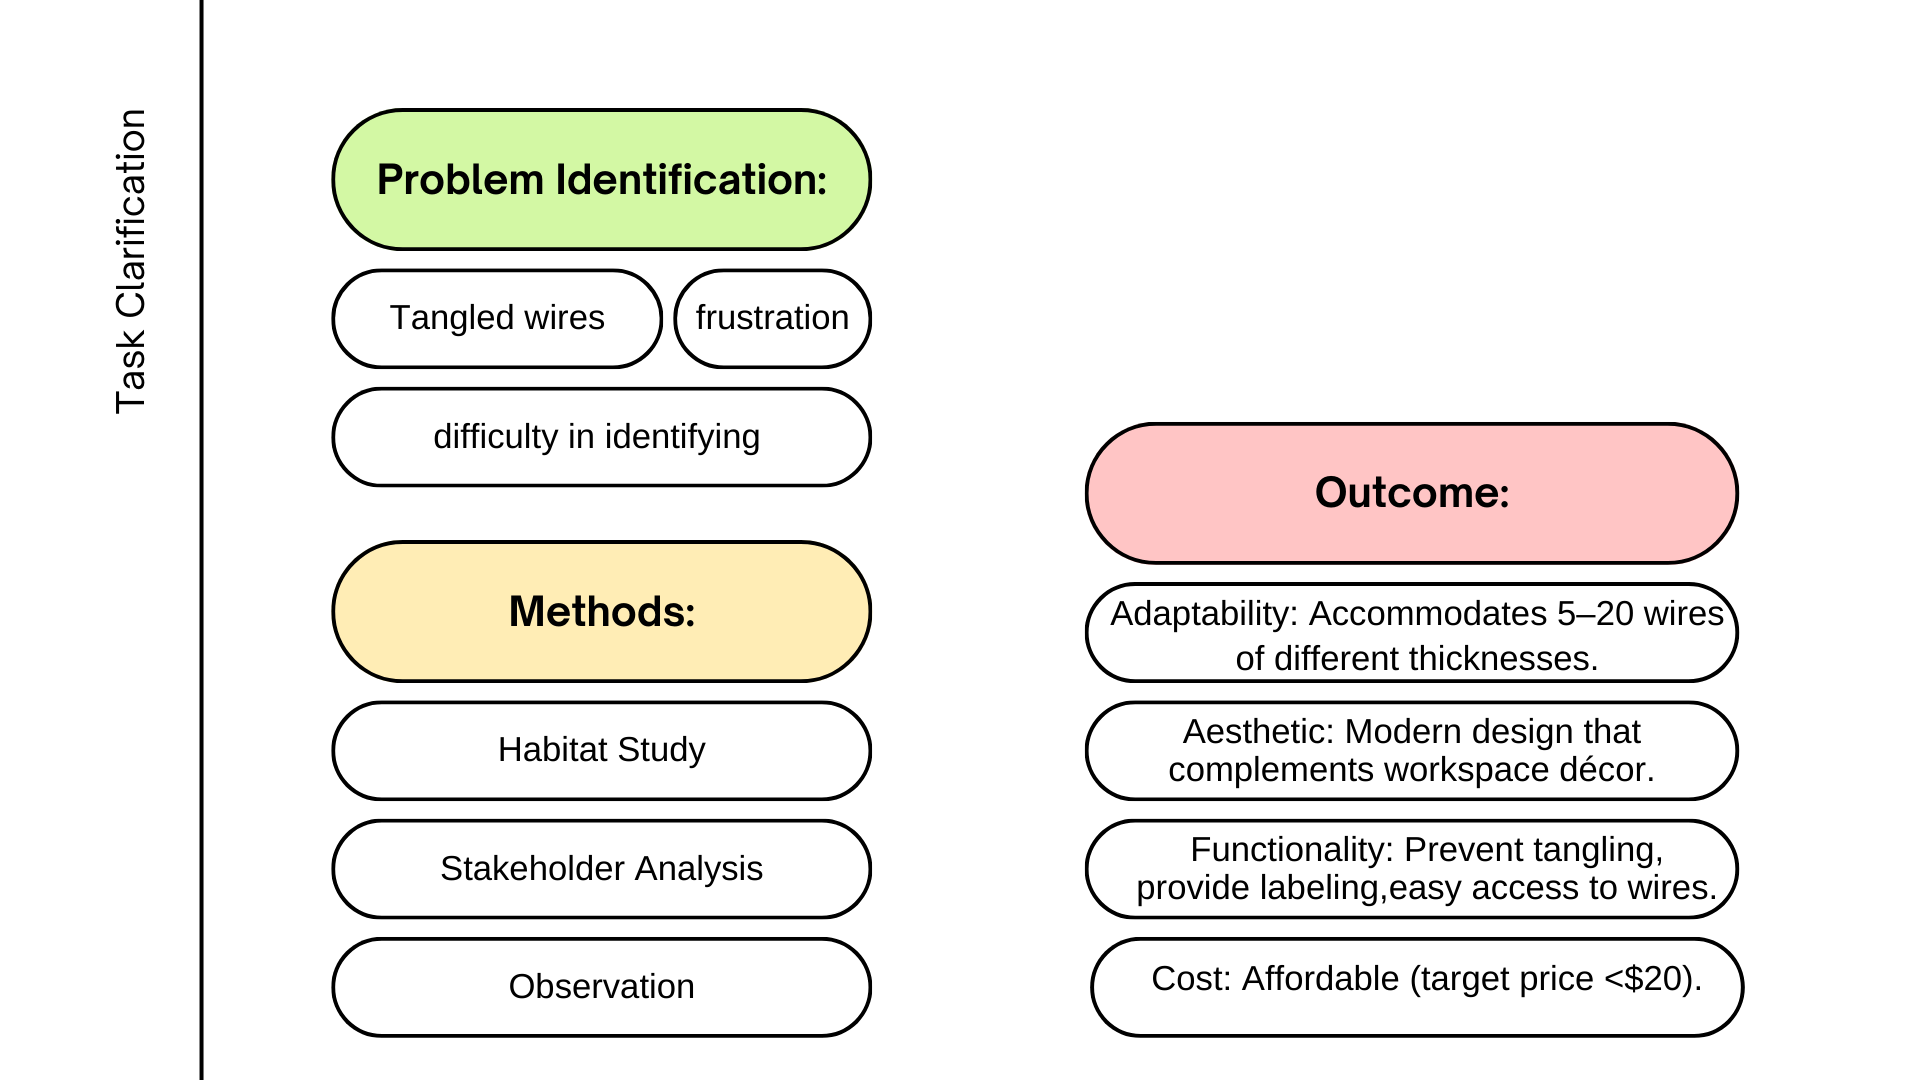 Task Clarification
Problem Identification:
Tangled wires
frustration
difficulty in identifying
Methods:
Habitat Study
Stakeholder Analysis
Observation
Outcome:
Adaptability: Accommodates 5–20 wires
of different thicknesses.
Aesthetic: Modern design that
complements workspace décor.
Functionality: Prevent tangling,
provide labeling,easy access to wires.
Cost: Affordable (target price <$20).